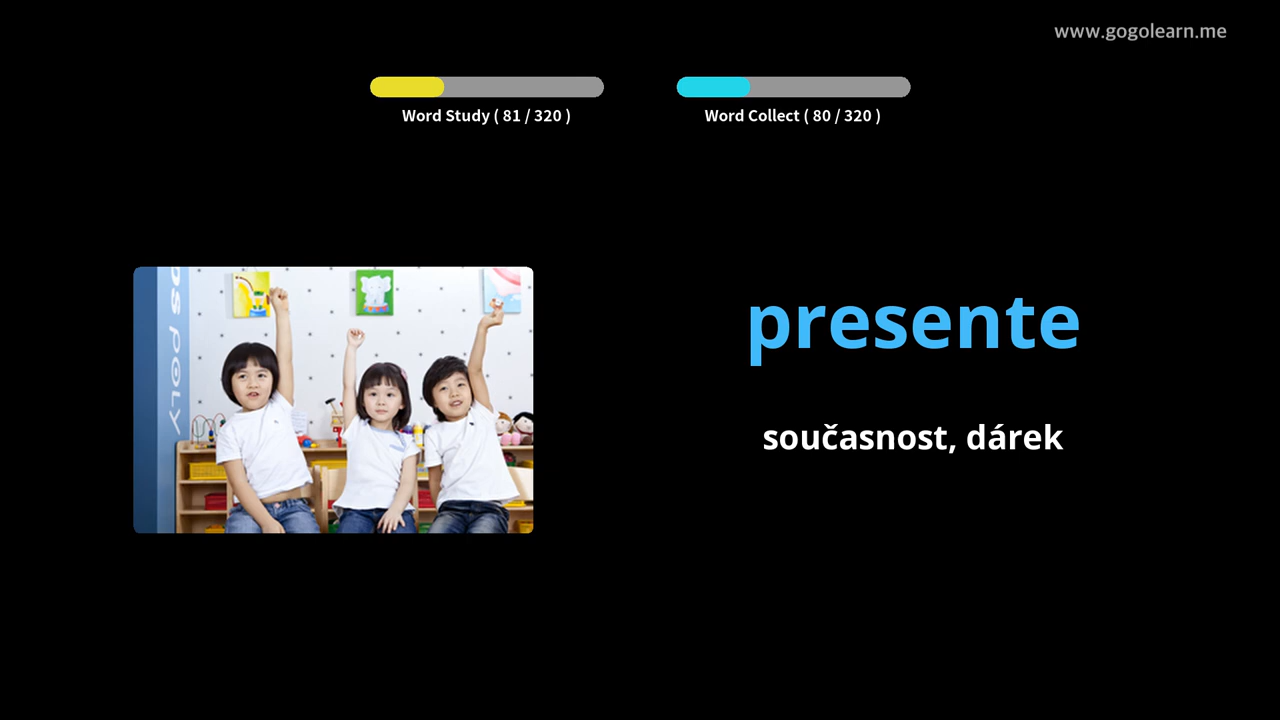 www.gogolearn.me
Word Study ( 81 / 320 )
Word Collect ( 80 / 320 )
presente
současnost, dárek